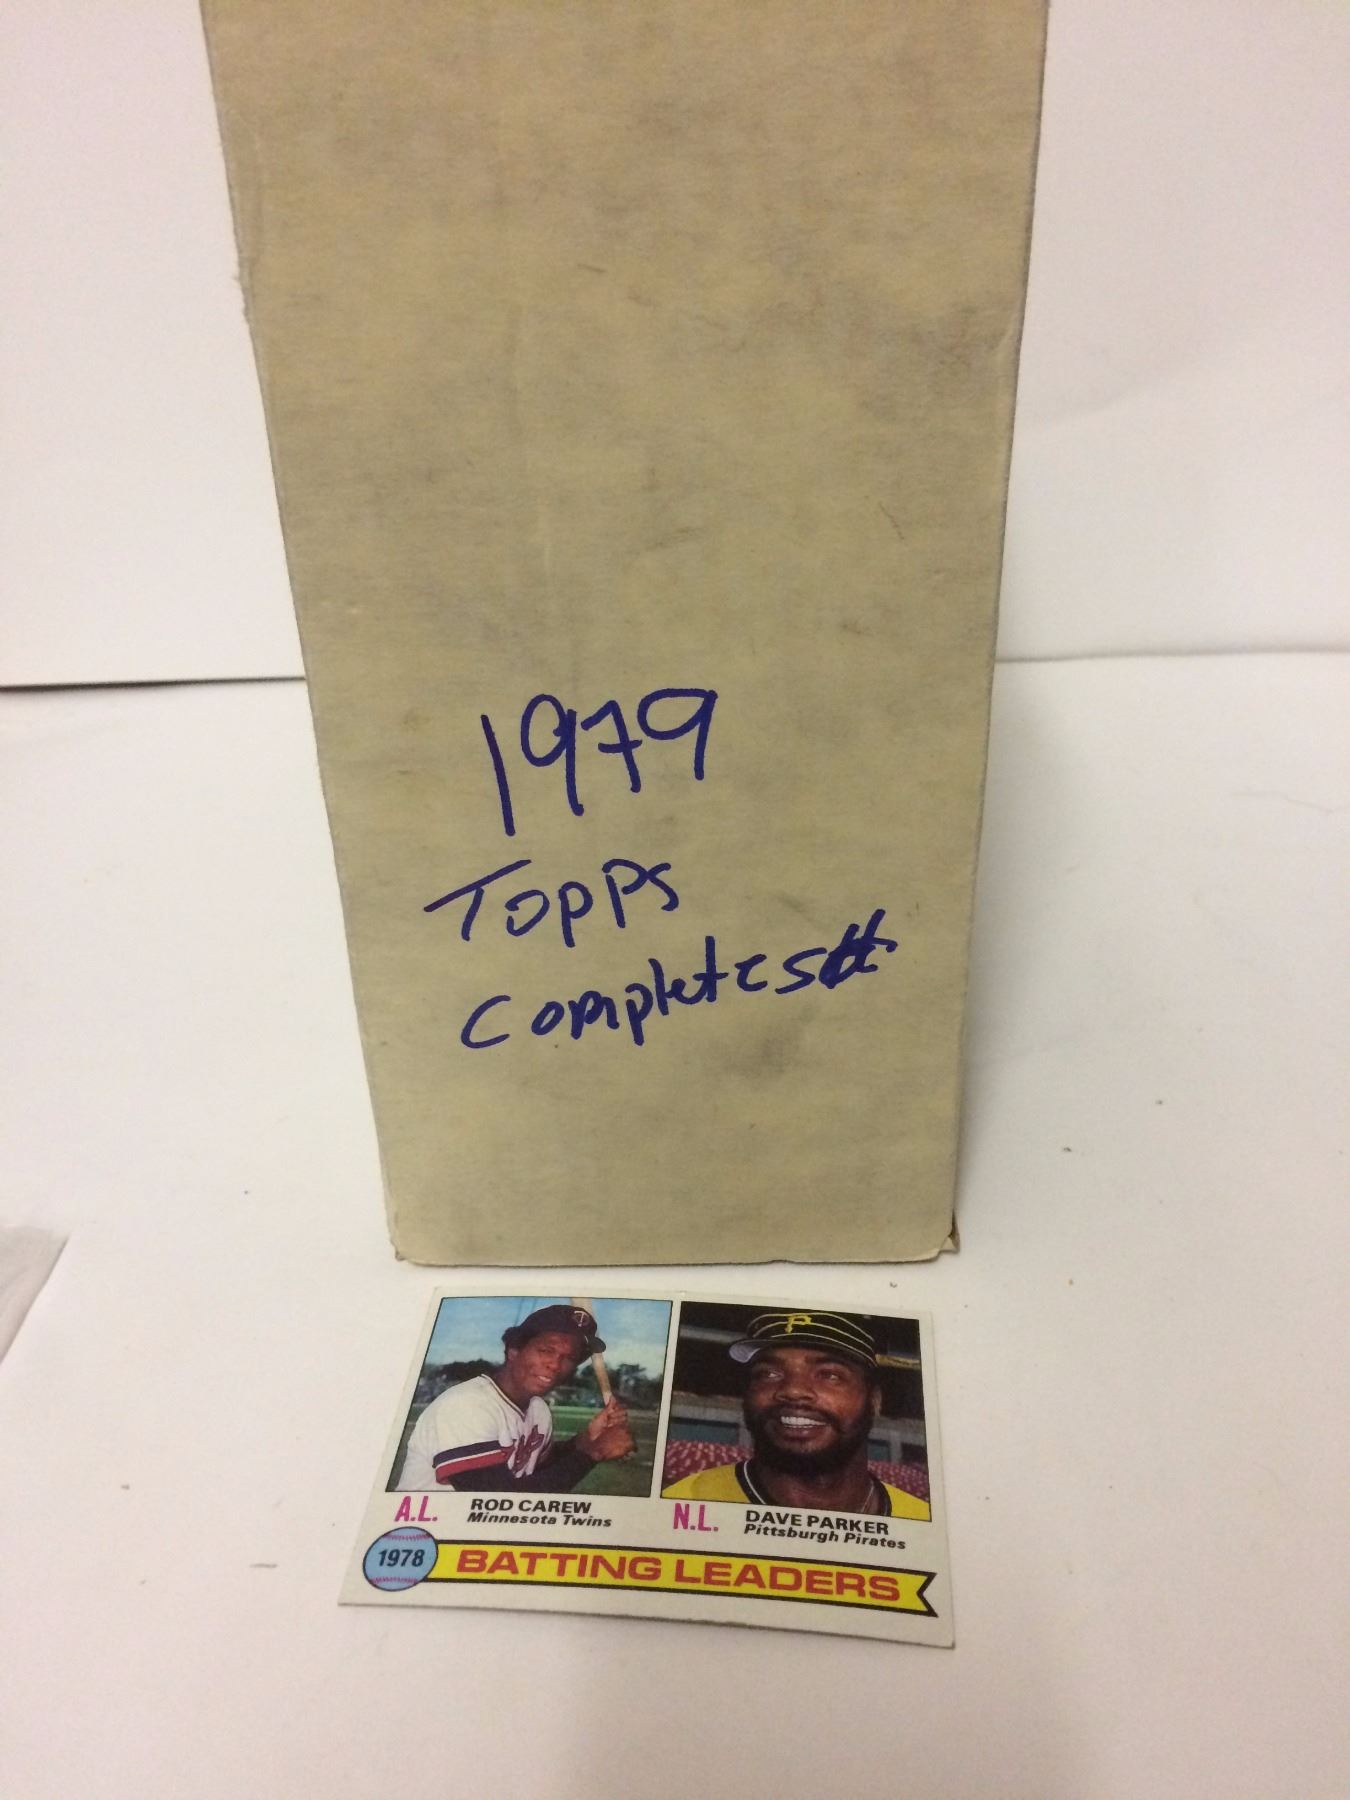 1979
Topps
Complete set
T
P
A.L. ROD CAREW
Minnesota Twins
N.L. DAVE PARKER
Pittsburgh Pirates
1978 BATTING LEADERS